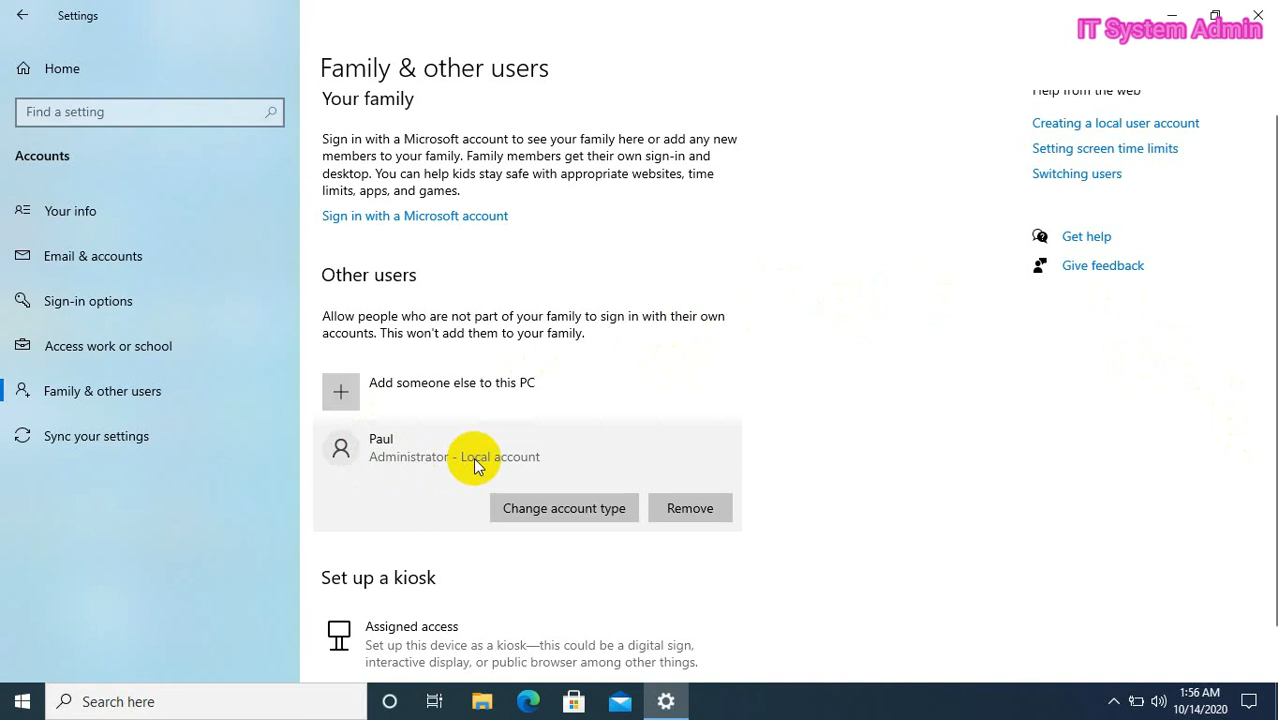 Settings
IT System Admin
Home
Find a setting
Accounts
Your info
Email & accounts
Sign-in options
Access work or school
Family & other users
Sync your settings
Family & other users
Your family
Sign in with a Microsoft account to see your family here or add any new
members to your family. Family members get their own sign-in and
desktop. You can help kids stay safe with appropriate websites, time
limits, apps, and games.
Sign in with a Microsoft account
Other users
Allow people who are not part of your family to sign in with their own
accounts. This won't add them to your family.
Add someone else to this PC
Paul
Administrator - Local account
Change account type
Remove
Set up a kiosk
Assigned access
Set up this device as a kiosk—this could be a digital sign,
interactive display, or public browser among other things.
Help from the web
Creating a local user account
Setting screen time limits
Switching users
Get help
Give feedback
Search here
1:56 AM
10/14/2020